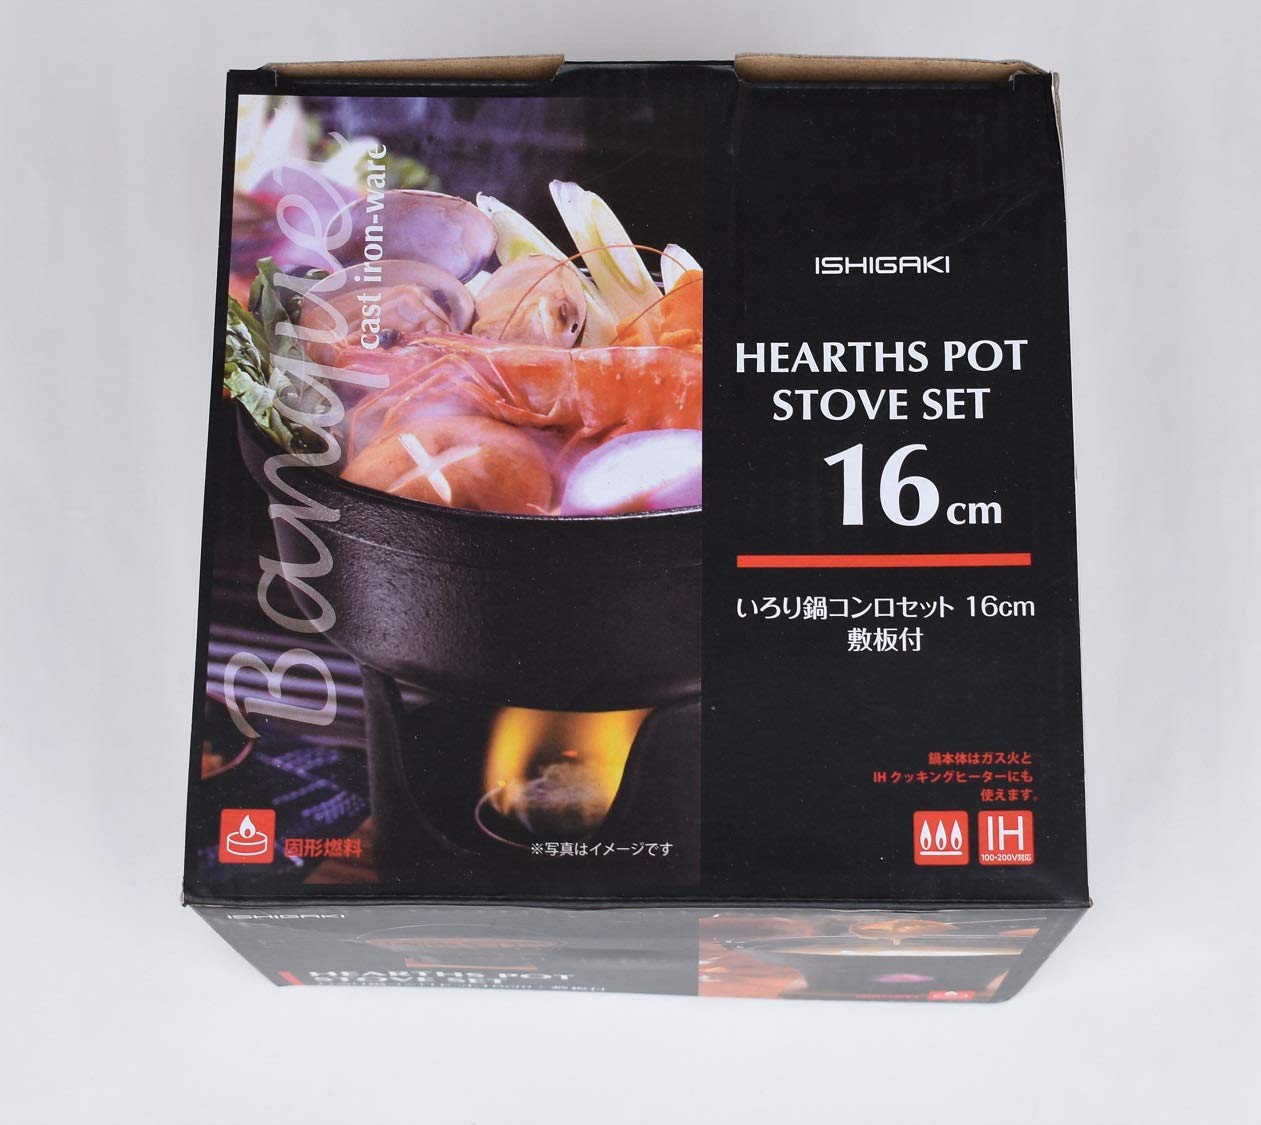 Banquet
cast iron-ware
ISHIGAKI
HEARTHS POT
STOVE SET
16cm
いろり鍋コンロセット 16cm
敷板付
鍋本体はガス火と
IH クッキングヒーターにも
使えます。
IH
100・200V対応
固形燃料
※写真はイメージです
ISHIGAKI
HEARTHS POT
STOVE SET